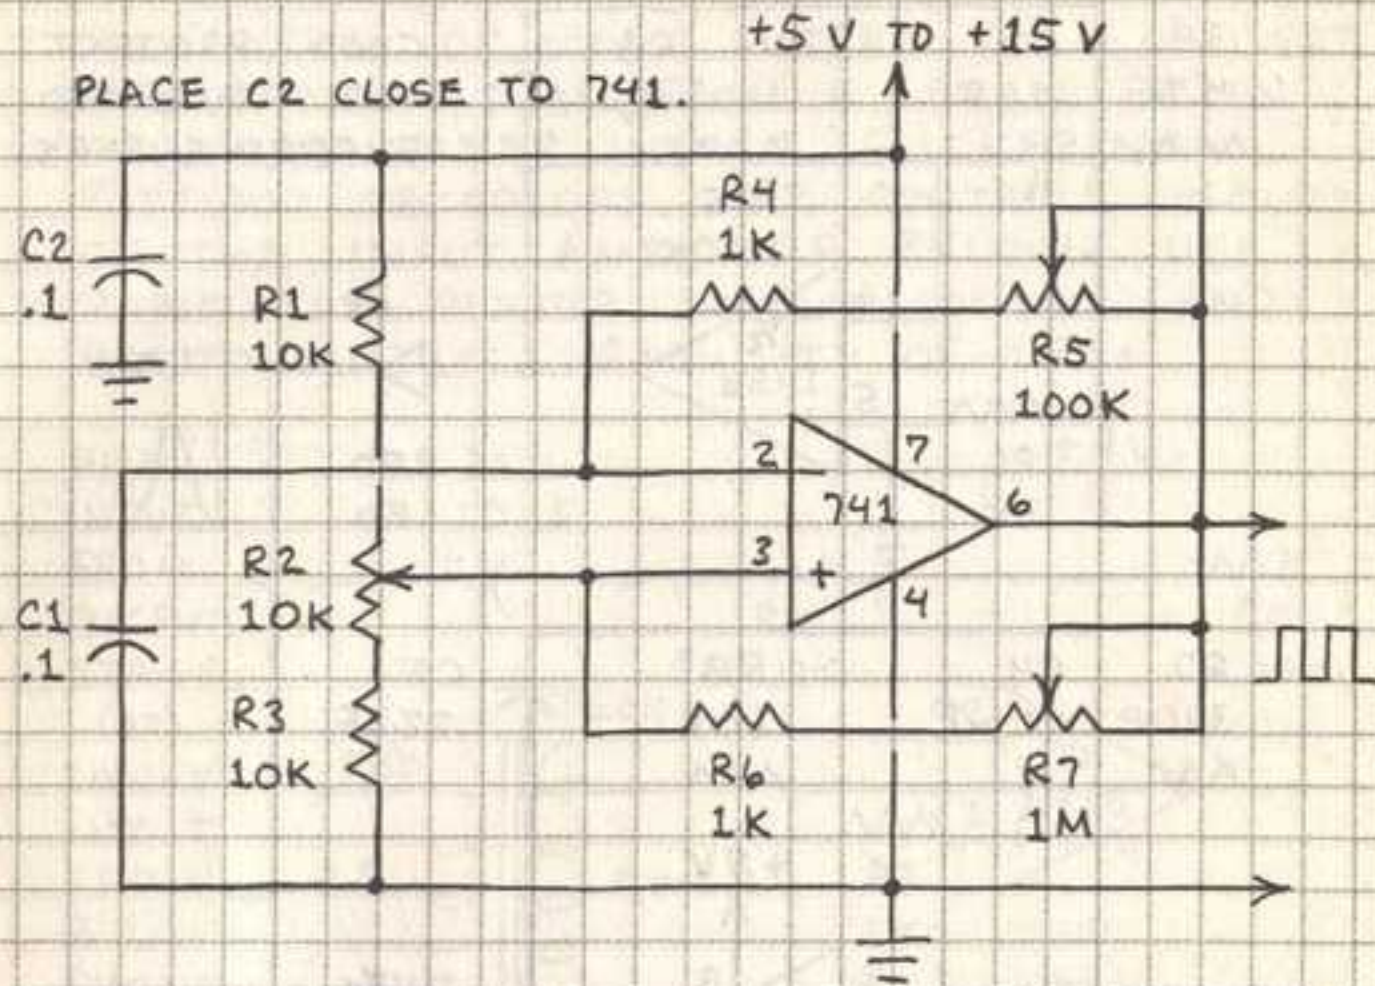 +5 V TO +15 V
PLACE C2 CLOSE TO 741.
R4
1K
C2
.1
R1
10K
R5
100K
2
7
741
6
3
+
4
R2
10K
C1
.1
R3
10K
R6
1K
R7
1M